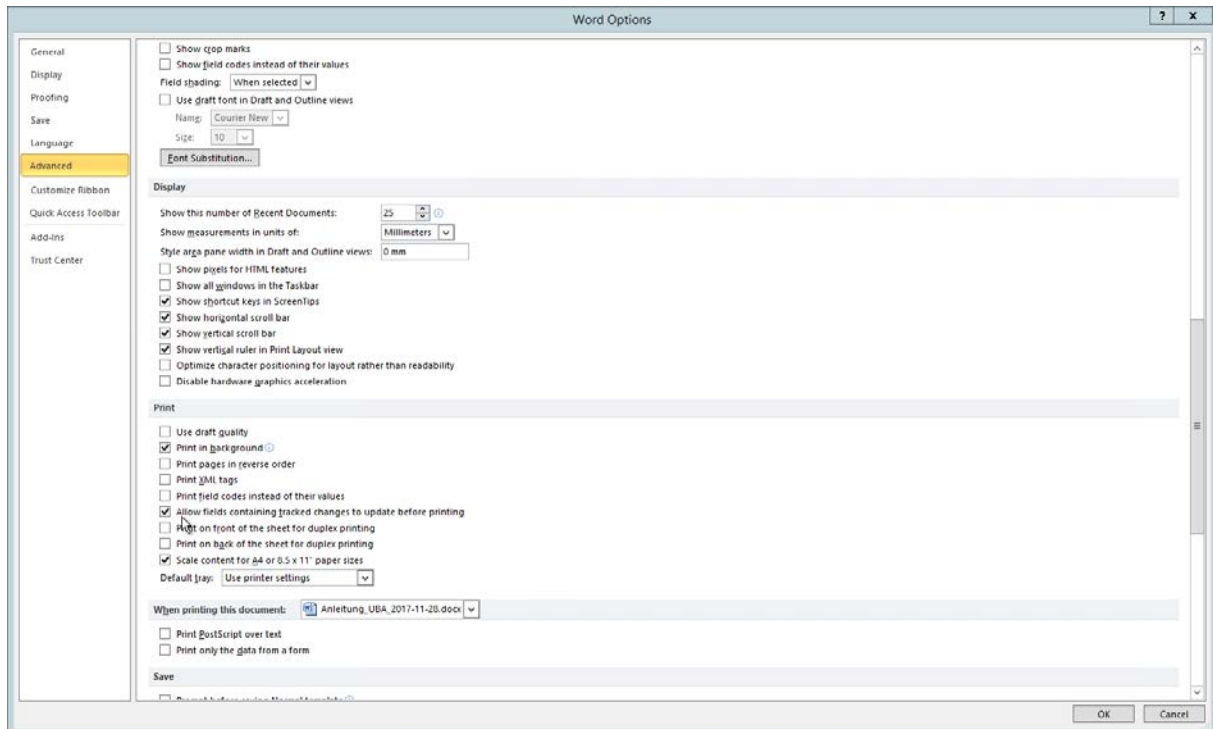 Word Options
? x
General
Display
Proofing
Save
Language
Advanced
Customize Ribbon
Quick Access Toolbar
Add-Ins
Trust Center
Show crop marks
Show field codes instead of their values
Field shading: When selected
Use draft font in Draft and Outline views
Name: Courier New
Size: 10
Font Substitution...
Display
Show this number of Recent Documents: 25
Show measurements in units of: Millimeters
Style area pane width in Draft and Outline views: 0 mm
Show pixels for HTML features
Show all windows in the Taskbar
Show shortcut keys in ScreenTips
Show horizontal scroll bar
Show vertical scroll bar
Show vertical ruler in Print Layout view
Optimize character positioning for layout rather than readability
Disable hardware graphics acceleration
Print
Use draft quality
Print in background
Print pages in reverse order
Print XML tags
Print field codes instead of their values
Allow fields containing tracked changes to update before printing
Print on front of the sheet for duplex printing
Print on back of the sheet for duplex printing
Scale content for A4 or 8.5 x 11" paper sizes
Default tray: Use printer settings
When printing this document: Anleitung_UBA_2017-11-28.docx
Print PostScript over text
Print only the data from a form
Save
Prompt before saving Normal template
OK Cancel